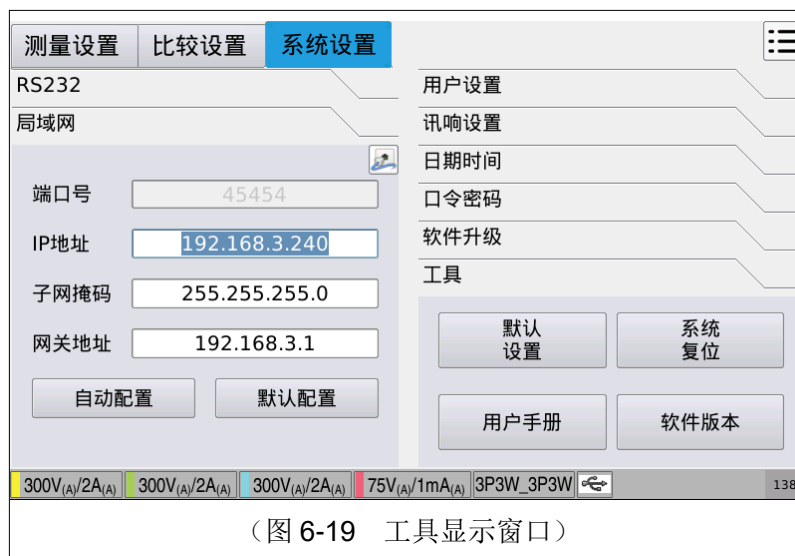 测量设置 比较设置 系统设置
RS232
局域网
端口号 45454
IP地址 192.168.3.240
子网掩码 255.255.255.0
网关地址 192.168.3.1
自动配置 默认配置
用户设置
讯响设置
日期时间
口令密码
软件升级
工具
默认 系统
设置 复位
用户手册 软件版本
300V(A)/2A(A) 300V(A)/2A(A) 300V(A)/2A(A) 75V(A)/1mA(A) 3P3W_3P3W 138
（图 6-19 工具显示窗口）